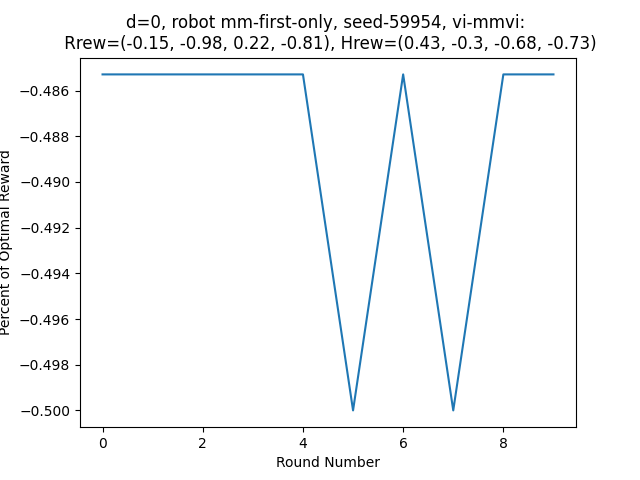 d=0, robot mm-first-only, seed-59954, vi-mmvi:
Rrew=(-0.15, -0.98, 0.22, -0.81), Hrew=(0.43, -0.3, -0.68, -0.73)
Percent of Optimal Reward
−0.486
−0.488
−0.490
−0.492
−0.494
−0.496
−0.498
−0.500
0 2 4 6 8
Round Number